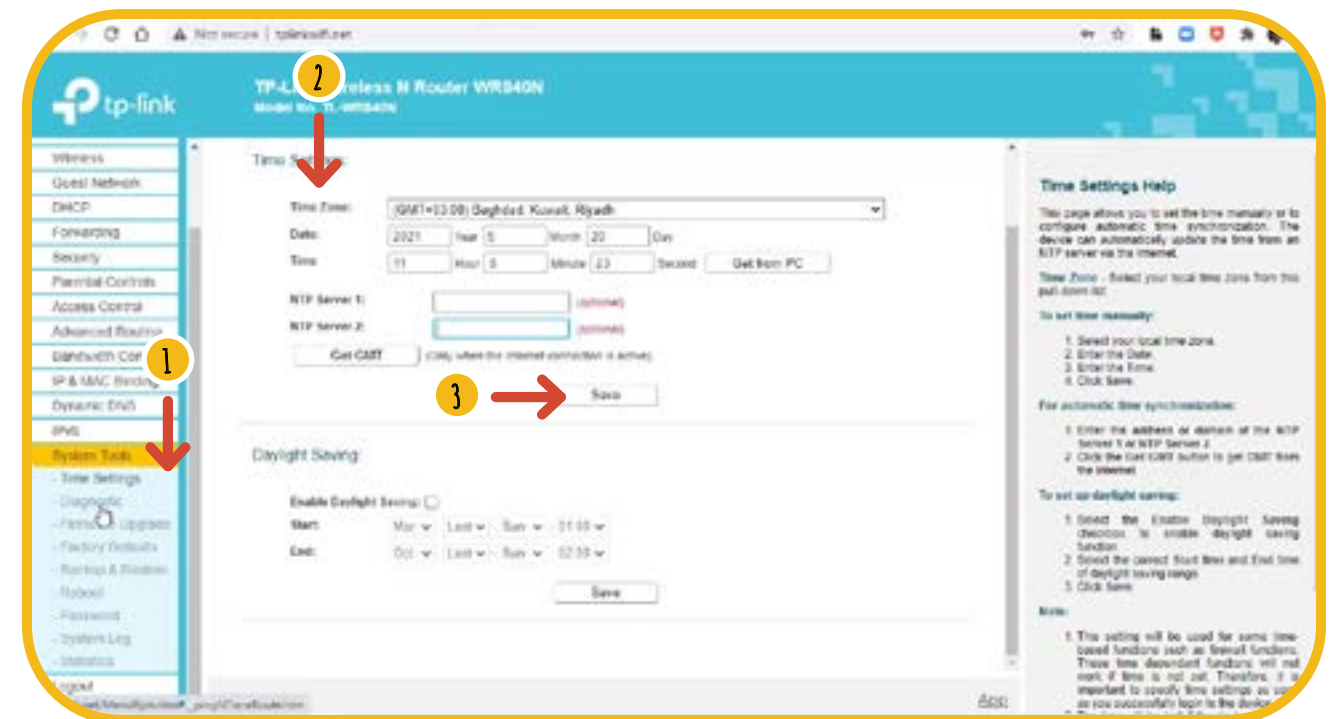 Not secure | tplinkwifi.net
tp-link
TP-L reless N Router WR840N
Model No. TL-WR840N
2
Wireless
Guest Network
DHCP
Forwarding
Security
Parental Controls
Access Control
Advanced Routing
Bandwidth Con
1
IP & MAC Binding
Dynamic DNS
IPv6
System Tools
- Time Settings
- Diagnostic
- Firm Upgrade
- Factory Defaults
- Backup & Restore
- Reboot
- Password
- System Log
- Statistics
Logout
Time Settings
Time Zone: (GMT+03:00) Baghdad, Kuwait, Riyadh
Date: 2021 Year 5 Month 20 Day
Time 11 Hour 5 Minute 23 Second Get from PC
NTP Server 1: (optional)
NTP Server 2: (optional)
Get GMT (only when the internet connection is active)
3
Save
Daylight Saving
Enable Daylight Saving:
Start: Mar Last Sun 01:00
End: Oct Last Sun
Save
App
Time Settings Help
This page allows you to set the time manually or to
configure automatic time synchronization. The
device can automatically update the time from an
NTP server via the internet.
Time Zone - Select your local time zone from this
pull-down list.
To set time manually:
1. Select your local time zone.
2. Enter the Date.
3. Enter the Time.
4. Click Save.
For automatic time synchronization:
1. Enter the address or domain of the NTP
Server 1 or NTP Server 2.
2. Click the Get GMT button to get GMT from
the internet.
To set up daylight saving:
1. Select the Enable Daylight Saving
checkbox to enable daylight saving
function.
2. Select the correct Start time and End time
of daylight saving range.
3. Click Save.
Note:
1. This setting will be used for some time-
based functions such as firewall functions.
These time dependent functions will not
work if time is not set. Therefore, it is
important to specify time settings as soon
as you successfully login to the device.